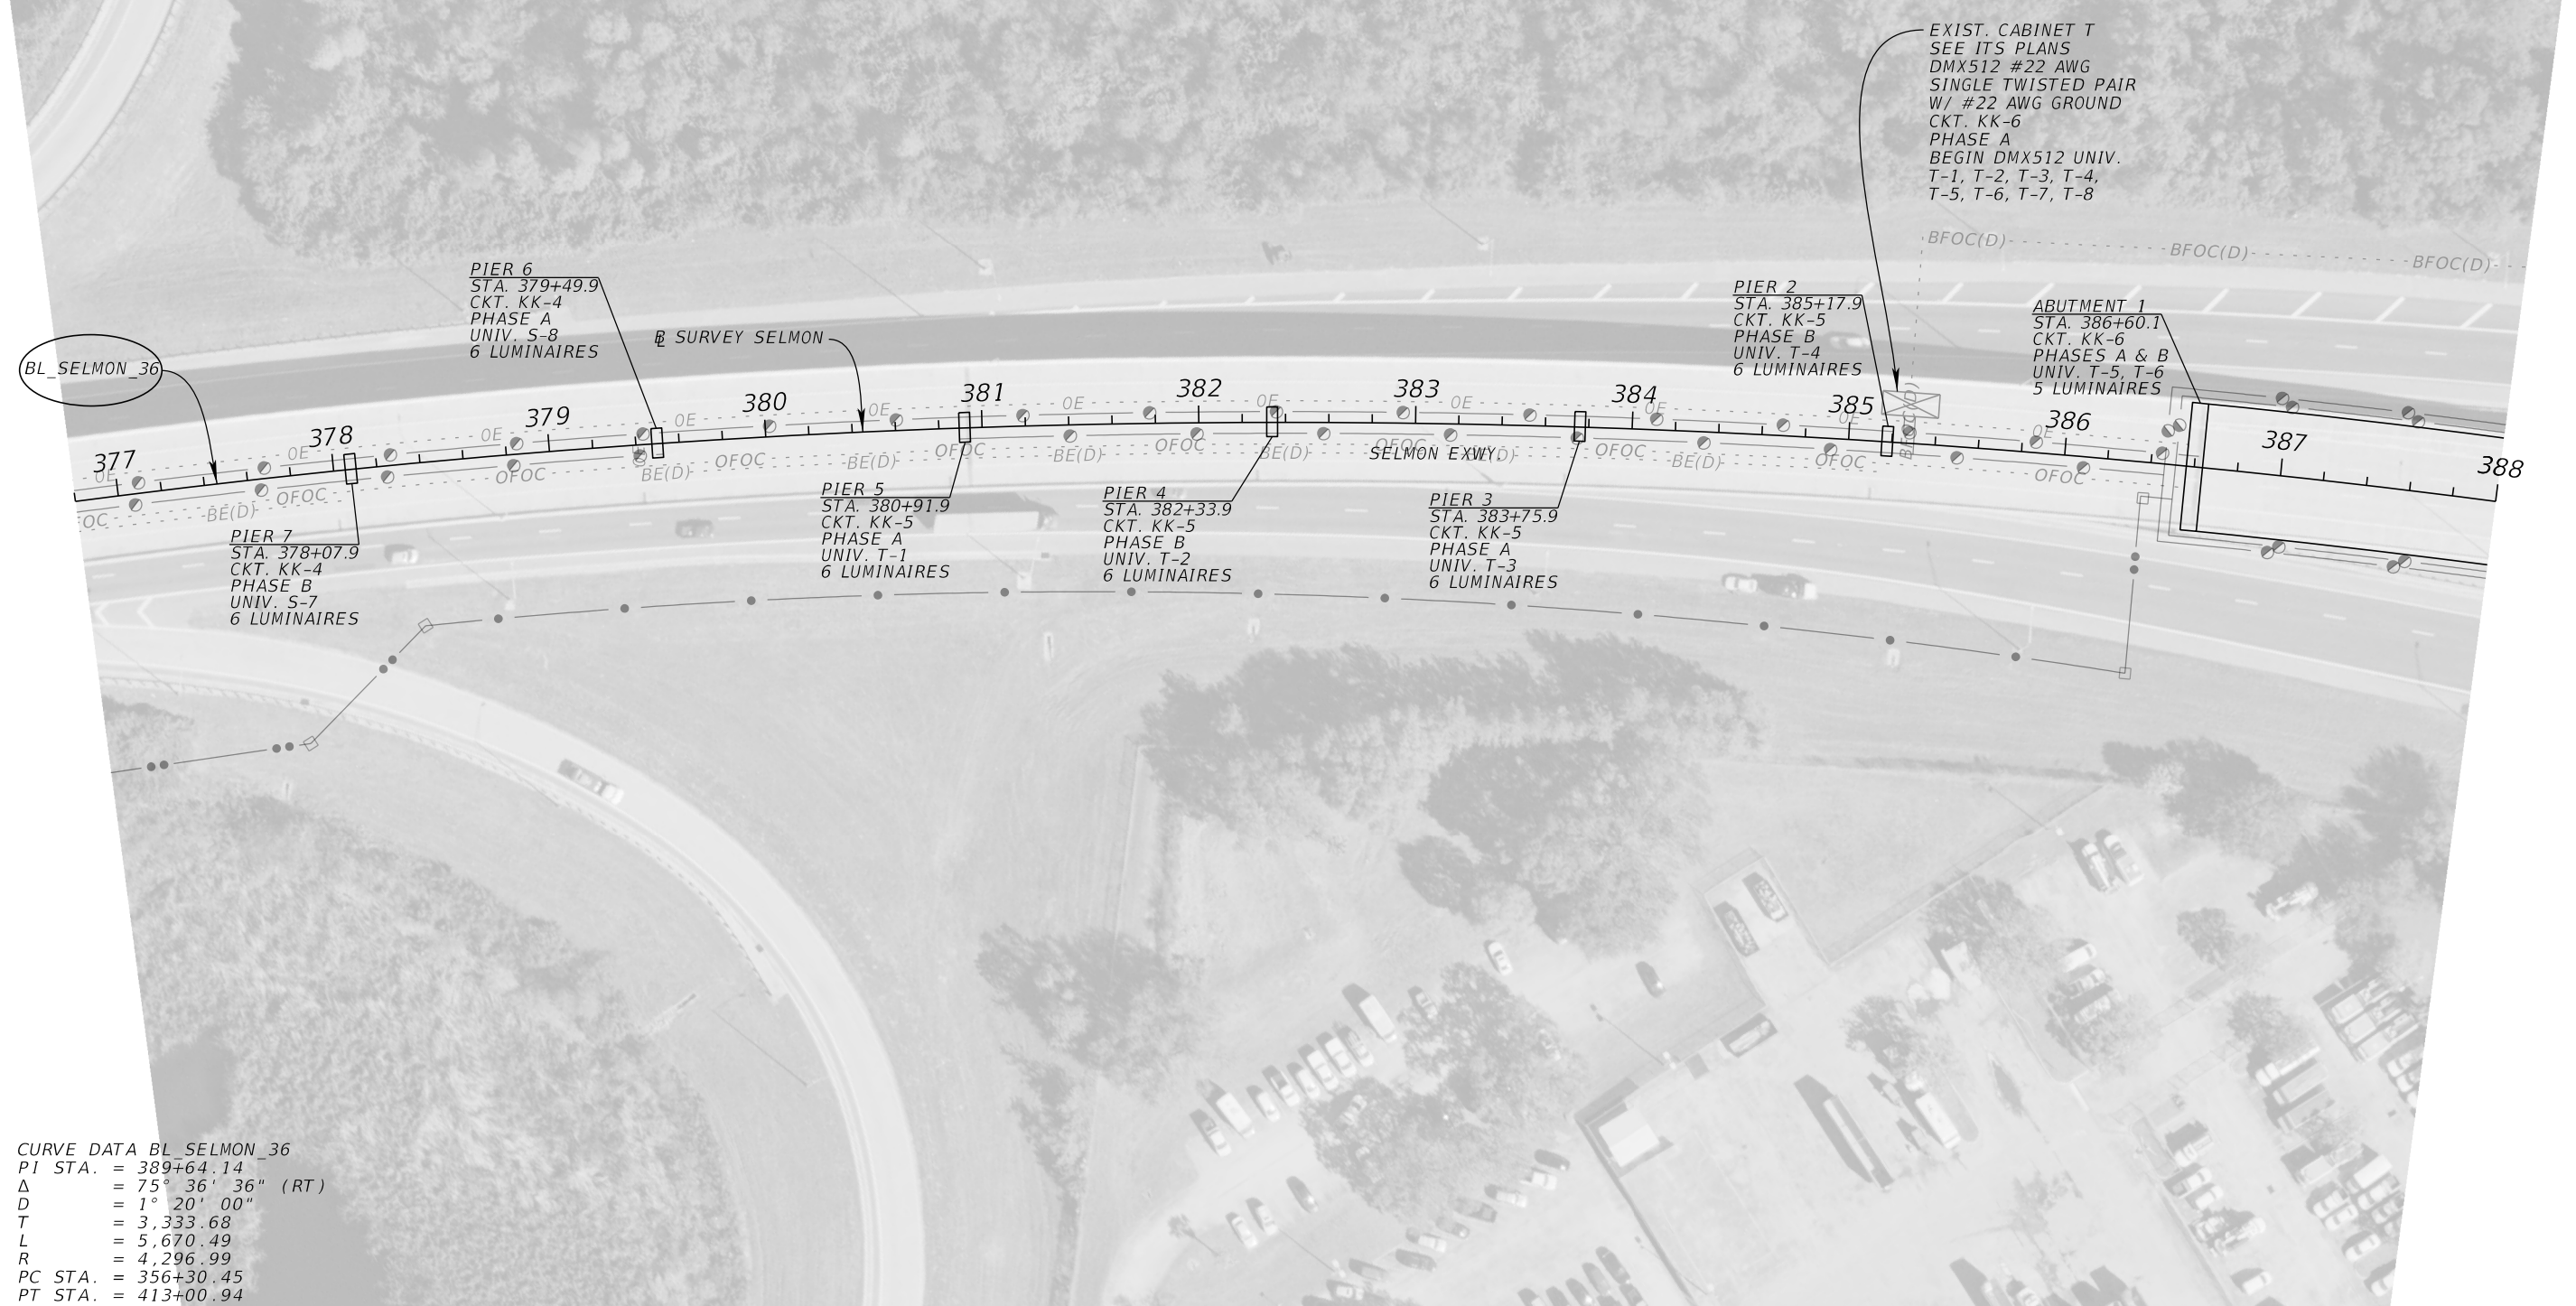 EXIST. CABINET T
SEE ITS PLANS
DMX512 #22 AWG
SINGLE TWISTED PAIR
W/ #22 AWG GROUND
CKT. KK-6
PHASE A
BEGIN DMX512 UNIV.
T-1, T-2, T-3, T-4,
T-5, T-6, T-7, T-8
BFOC(D)
BFOC(D)
BFOC(D)
BFOC(D)
PIER 6
STA. 379+49.9
CKT. KK-4
PHASE A
UNIV. S-8
6 LUMINAIRES
PIER 2
STA. 385+17.9
CKT. KK-5
PHASE B
UNIV. T-4
6 LUMINAIRES
ABUTMENT 1
STA. 386+60.1
CKT. KK-6
PHASES A & B
UNIV. T-5, T-6
5 LUMINAIRES
BL_SELMON_36
BL SURVEY SELMON
377
378
379
380
381
382
383
384
385
386
387
388
OE
OE
OE
OE
OE
OE
OE
OE
OE
OE
OE
OFOC
OFOC
OFOC
OFOC
OFOC
OFOC
OFOC
OFOC
OFOC
OFOC
BE(D)
BE(D)
BE(D)
BE(D)
BE(D)
BE(D)
BE(D)
SELMON EXWY.
PIER 7
STA. 378+07.9
CKT. KK-4
PHASE B
UNIV. S-7
6 LUMINAIRES
PIER 5
STA. 380+91.9
CKT. KK-5
PHASE A
UNIV. T-1
6 LUMINAIRES
PIER 4
STA. 382+33.9
CKT. KK-5
PHASE B
UNIV. T-2
6 LUMINAIRES
PIER 3
STA. 383+75.9
CKT. KK-5
PHASE A
UNIV. T-3
6 LUMINAIRES
CURVE DATA BL_SELMON_36
PI STA. = 389+64.14
Δ = 75° 36' 36" (RT)
D = 1° 20' 00"
T = 3,333.68
L = 5,670.49
R = 4,296.99
PC STA. = 356+30.45
PT STA. = 413+00.94